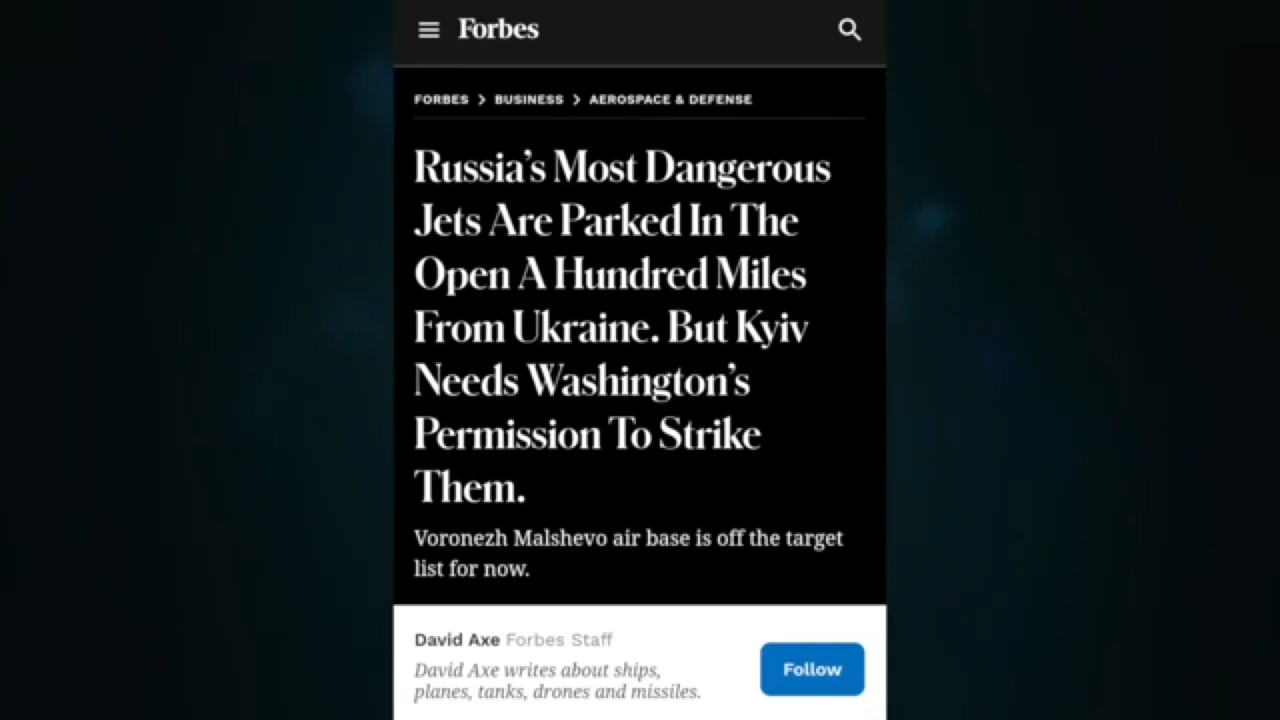 Forbes
FORBES > BUSINESS > AEROSPACE & DEFENSE
Russia's Most Dangerous
Jets Are Parked In The
Open A Hundred Miles
From Ukraine. But Kyiv
Needs Washington's
Permission To Strike
Them.
Voronezh Malshevo air base is off the target
list for now.
David Axe Forbes Staff
David Axe writes about ships,
planes, tanks, drones and missiles.
Follow